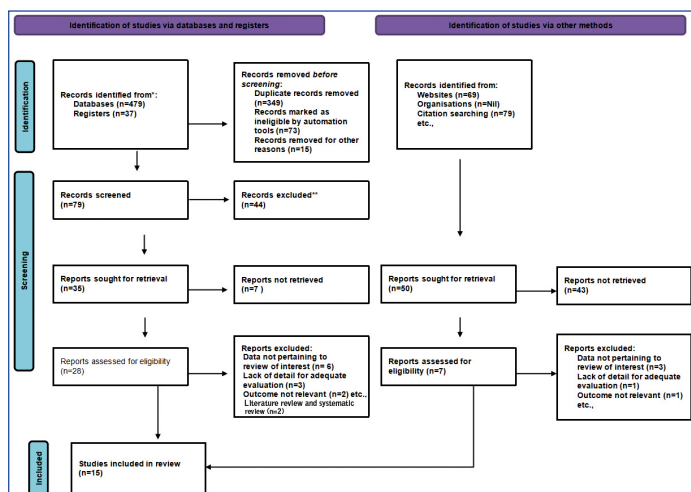 Identification of studies via databases and registers
Identification of studies via other methods
Identification
Records identified from*:
Databases (n=479)
Registers (n=37)
Records removed before
screening:
Duplicate records removed
(n=349)
Records marked as
ineligible by automation
tools (n=73)
Records removed for other
reasons (n=15)
Records identified from:
Websites (n=69)
Organisations (n=Nil)
Citation searching (n=79)
etc.,
Screening
Records screened
(n=79)
Records excluded**
(n=44)
Reports sought for retrieval
(n=35)
Reports not retrieved
(n=7 )
Reports sought for retrieval
(n=50)
Reports not retrieved
(n=43)
Reports assessed for eligibility
(n=28)
Reports excluded:
Data not pertaining to
review of interest (n= 6)
Lack of detail for adequate
evaluation (n=3)
Outcome not relevant (n=2) etc..
Literature review and systematic
review (n=2)
Reports assessed for
eligibility (n=7)
Reports excluded:
Data not pertaining to
review of interest (n=3)
Lack of detail for adequate
evaluation (n=1)
Outcome not relevant (n=1)
etc.,
Included
Studies included in review
(n=15)